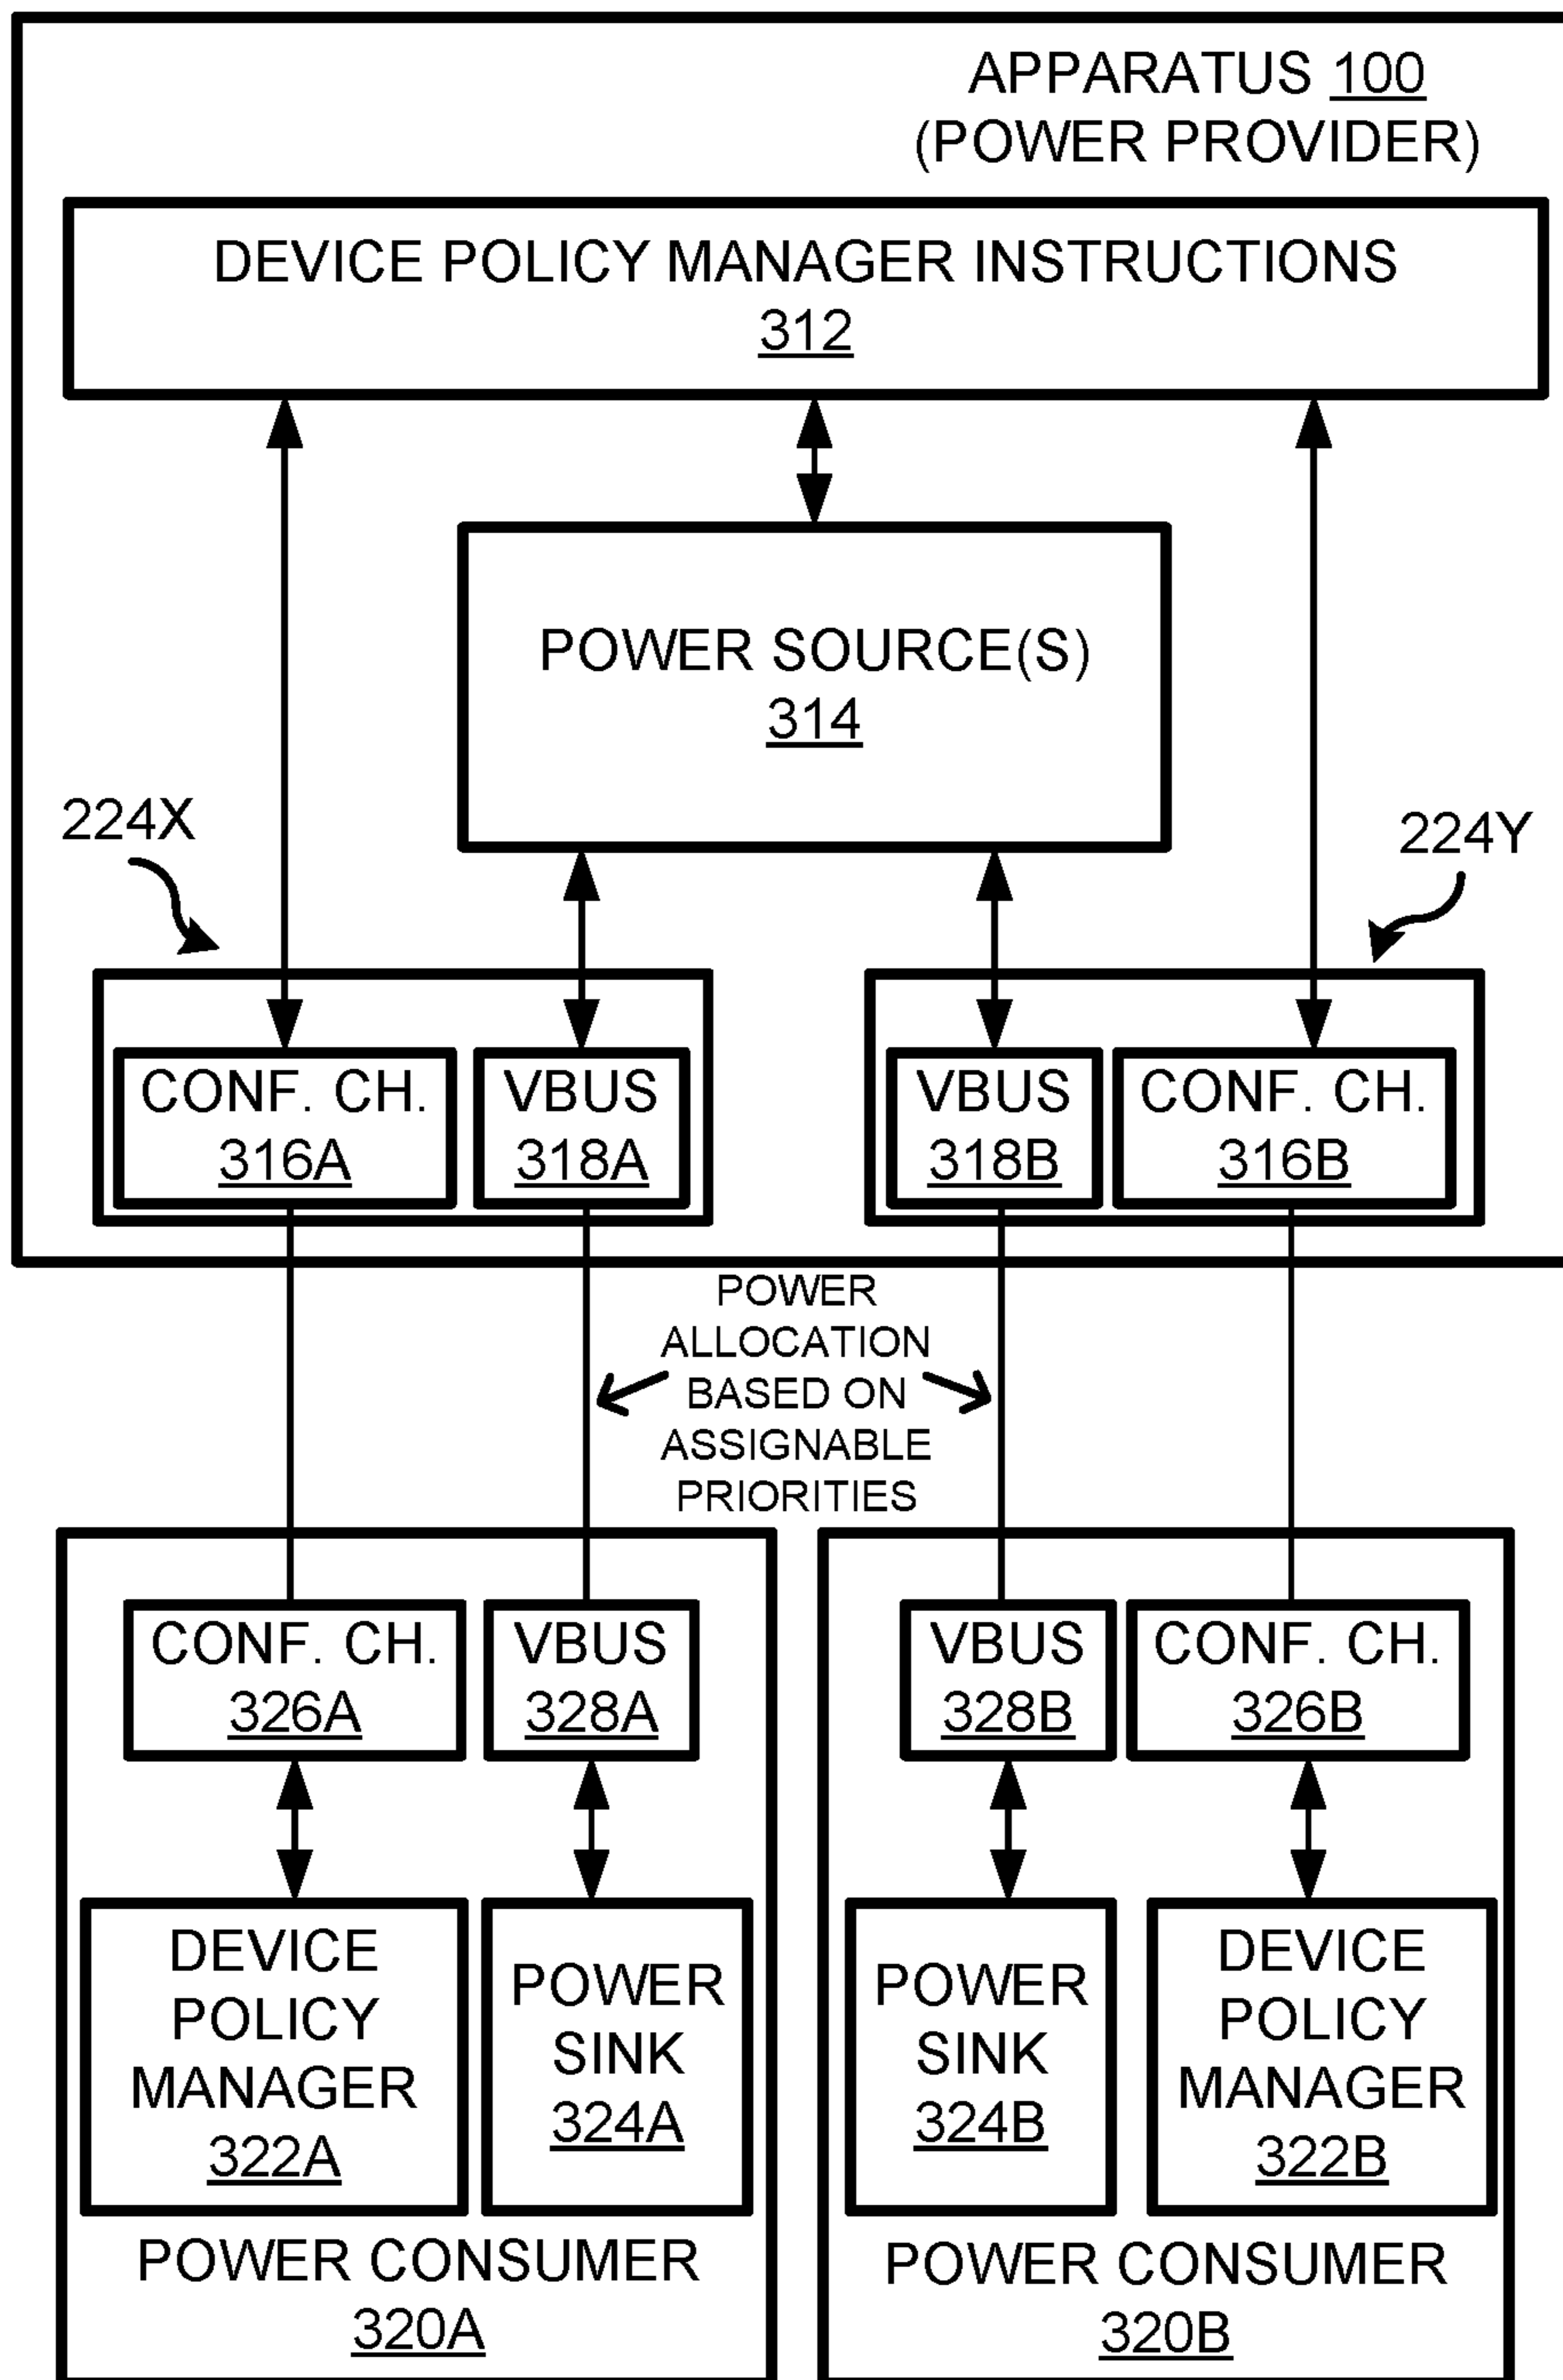 APPARATUS 100
(POWER PROVIDER)
DEVICE POLICY MANAGER INSTRUCTIONS
312
POWER SOURCE(S)
314
224X
224Y
CONF. CH.
316A
VBUS
318A
VBUS
318B
CONF. CH.
316B
POWER
ALLOCATION
BASED ON
ASSIGNABLE
PRIORITIES
CONF. CH.
326A
VBUS
328A
VBUS
328B
CONF. CH.
326B
DEVICE
POLICY
MANAGER
322A
POWER
SINK
324A
POWER
SINK
324B
DEVICE
POLICY
MANAGER
322B
POWER CONSUMER
320A
POWER CONSUMER
320B